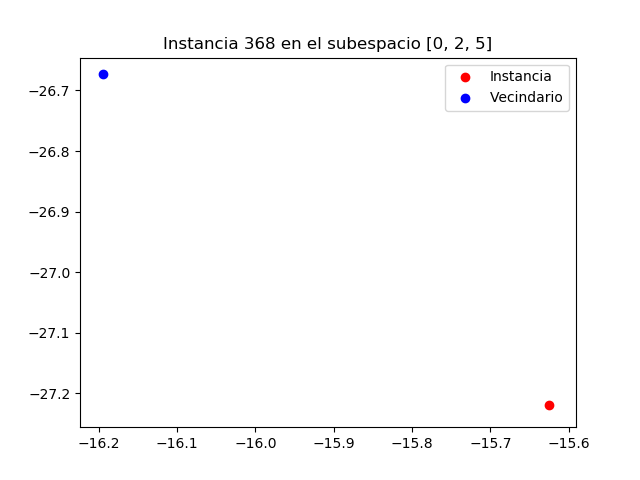 Instancia 368 en el subespacio [0, 2, 5]
Instancia
Vecindario
−26.7
−26.8
−26.9
−27.0
−27.1
−27.2
−16.2 −16.1 −16.0 −15.9 −15.8 −15.7 −15.6